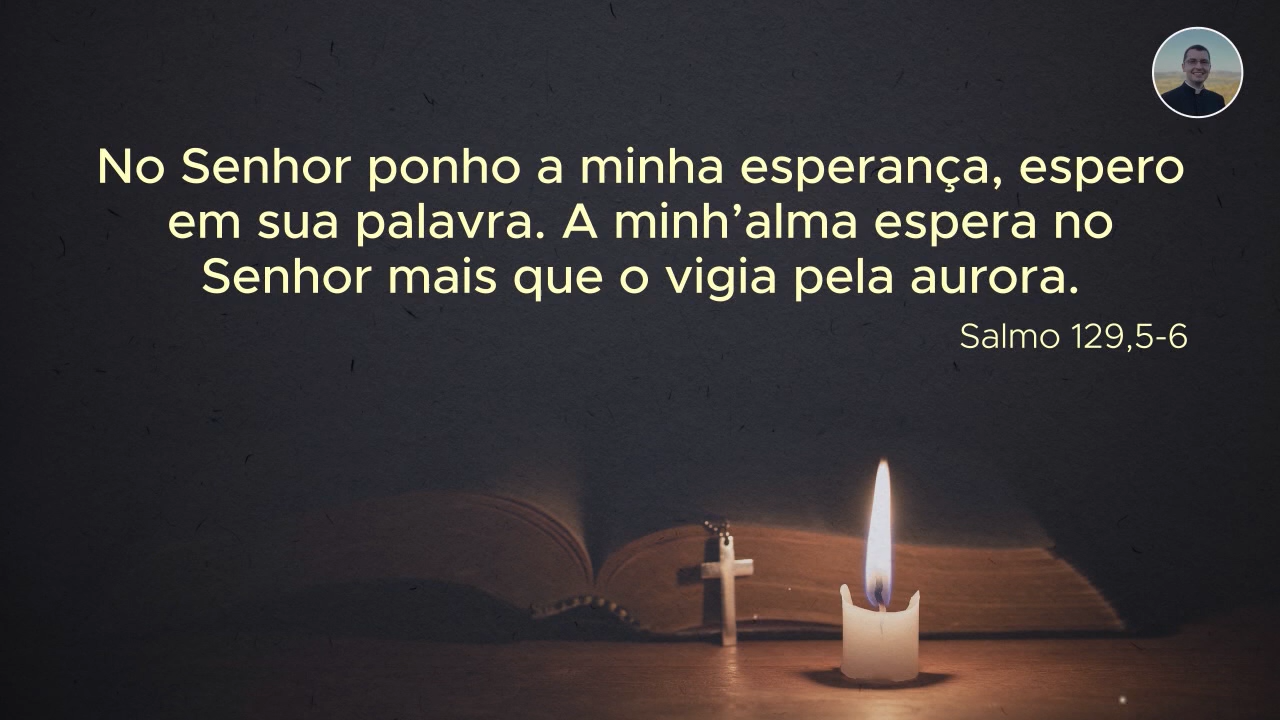 No Senhor ponho a minha esperança, espero
em sua palavra. A minh’alma espera no
Senhor mais que o vigia pela aurora.
Salmo 129,5-6